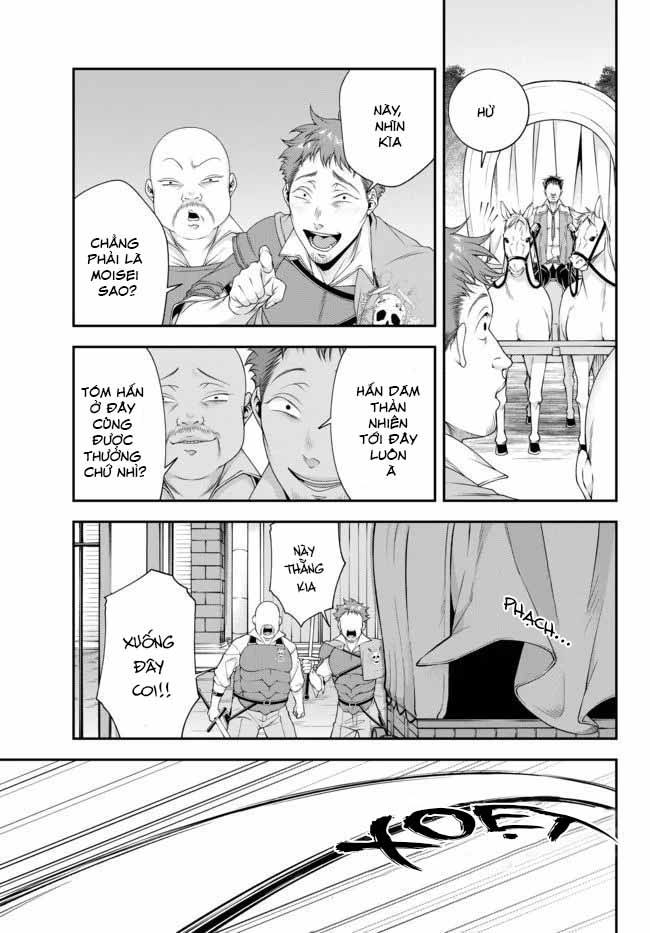 HỬ
NÀY,
NHÌN
KÌA
CHẲNG
PHẢI LÀ
MOISEI
SAO?
HẮN DÁM
THẢN
NHIÊN
TỚI ĐÂY
LUÔN
À
TÓM HẮN
Ở ĐÂY
CŨNG
ĐƯỢC
THƯỞNG
CHỨ NHỈ?
PHẠCH...
NÀY
THẰNG
KIA
XUỐNG
ĐÂY
COI!!
XOẸT